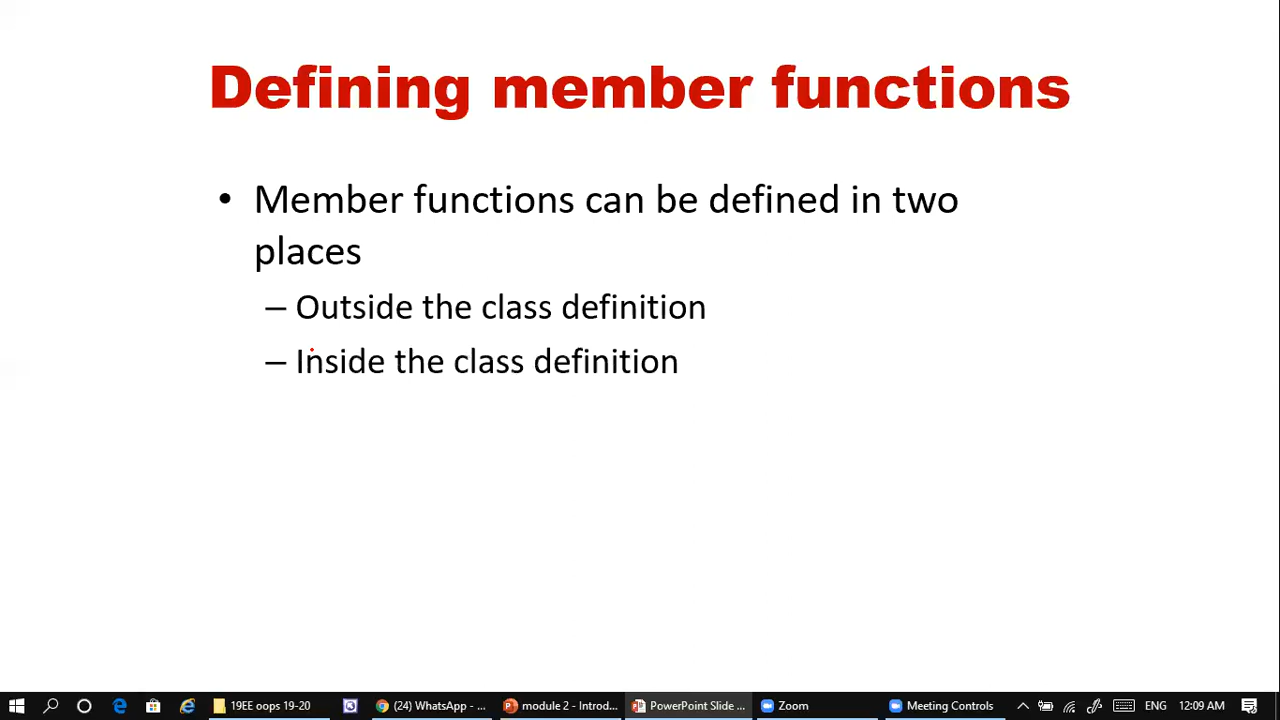 Defining member functions
• Member functions can be defined in two
places
– Outside the class definition
– Inside the class definition
19EE oops 19-20
(24) WhatsApp - ...
module 2 - Introd...
PowerPoint Slide ...
Zoom
Meeting Controls
ENG
12:09 AM